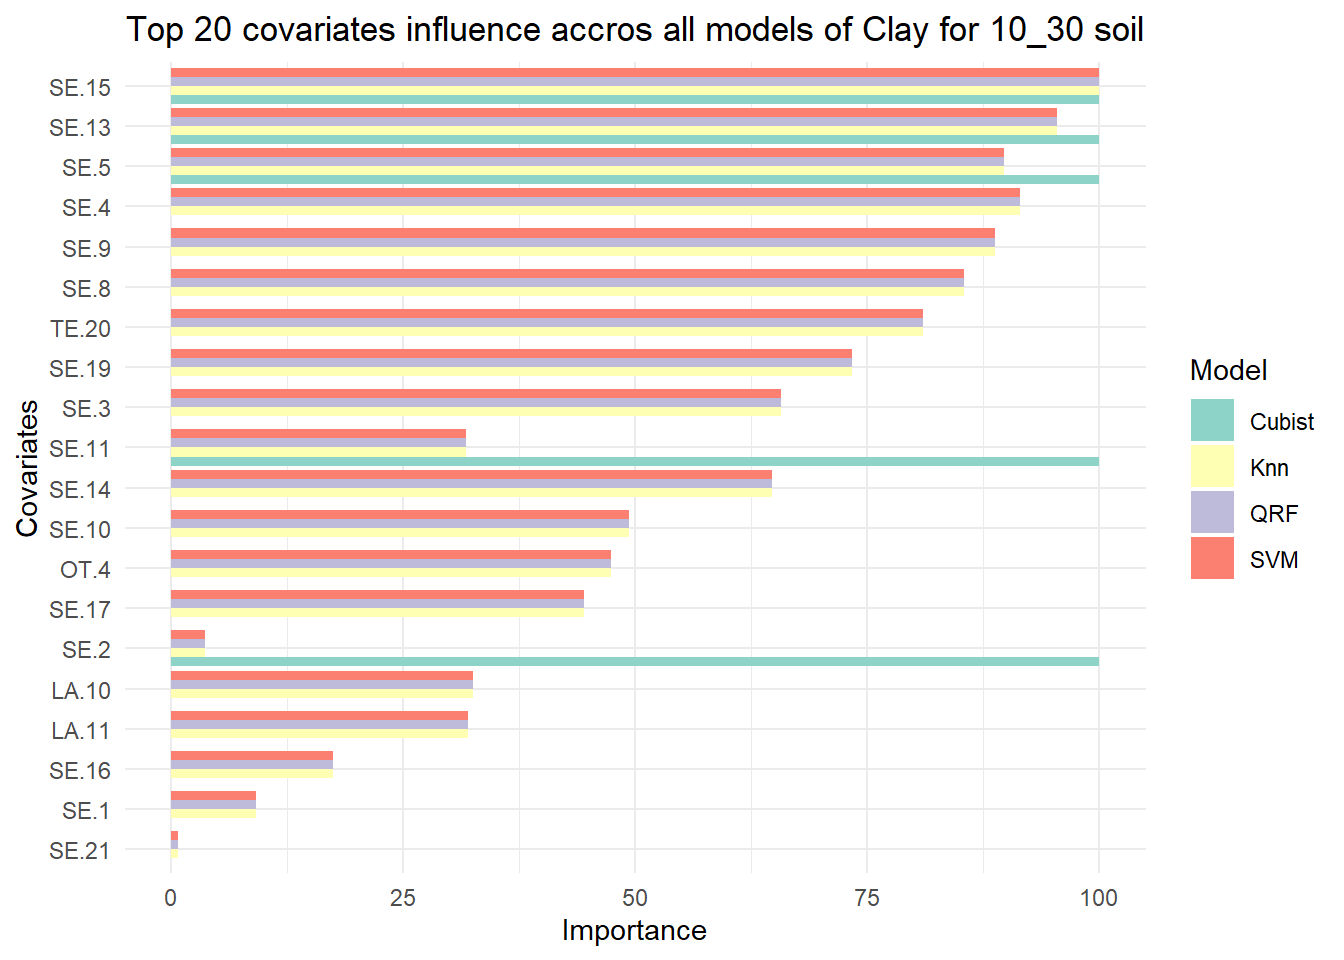 Top 20 covariates influence accros all models of Clay for 10_30 soil
Covariates
SE.15
SE.13
SE.5
SE.4
SE.9
SE.8
TE.20
SE.19
SE.3
SE.11
SE.14
SE.10
OT.4
SE.17
SE.2
LA.10
LA.11
SE.16
SE.1
SE.21
0 25 50 75 100
Importance
Model
Cubist
Knn
QRF
SVM